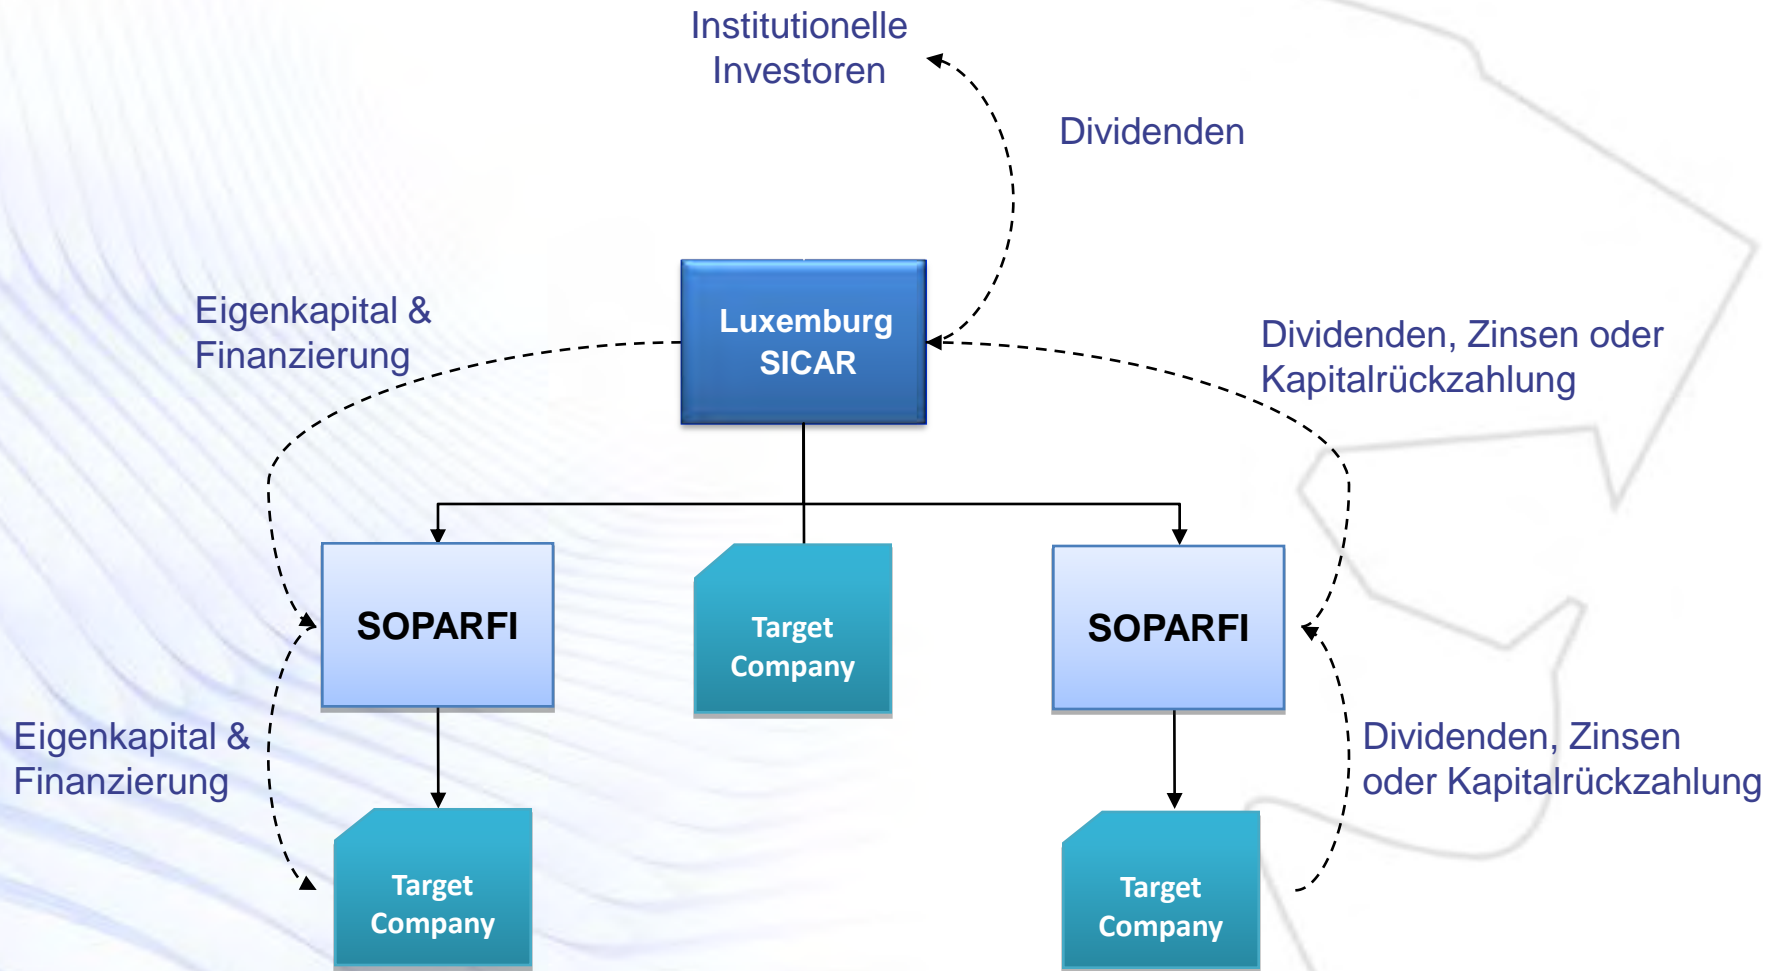 Institutionelle
Investoren
Dividenden
Eigenkapital &
Finanzierung
Luxemburg
SICAR
Dividenden, Zinsen oder
Kapitalrückzahlung
SOPARFI
Target
Company
SOPARFI
Eigenkapital &
Finanzierung
Dividenden, Zinsen
oder Kapitalrückzahlung
Target
Company
Target
Company